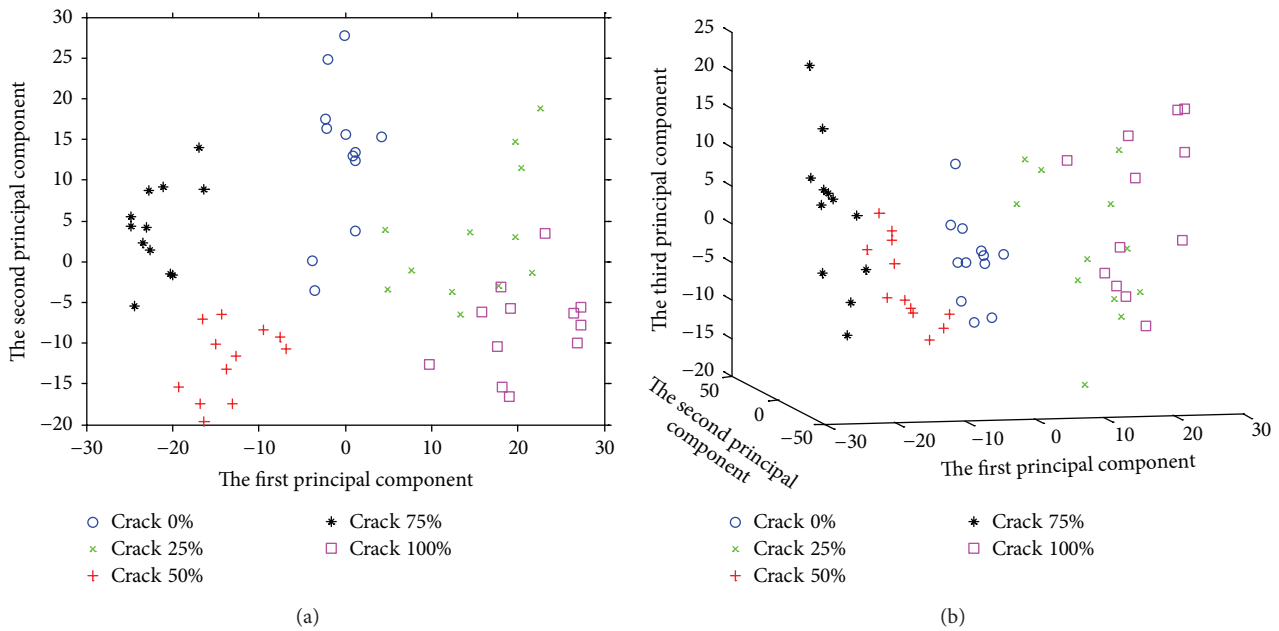 The second principal component
30
25
20
15
10
5
0
−5
−10
−15
−20
−30
−20
−10
0
10
20
30
The first principal component
Crack 0%
Crack 25%
Crack 50%
Crack 75%
Crack 100%
(a)
The third principal component
25
20
15
10
5
0
−5
−10
−15
−20
50
0
−50
The second principal
component
−30
−20
−10
0
10
20
30
The first principal component
Crack 0%
Crack 25%
Crack 50%
Crack 75%
Crack 100%
(b)